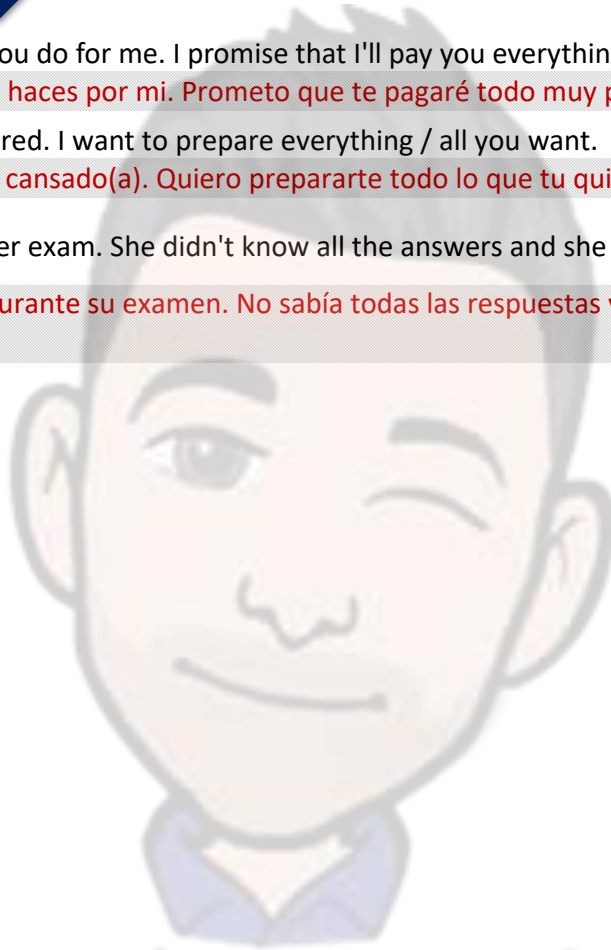 ou do for me. I promise that I'll pay you everythin
haces por mi. Prometo que te pagaré todo muy p
red. I want to prepare everything / all you want.
cansado(a). Quiero prepararte todo lo que tu qui
er exam. She didn't know all the answers and she
urante su examen. No sabía todas las respuestas y